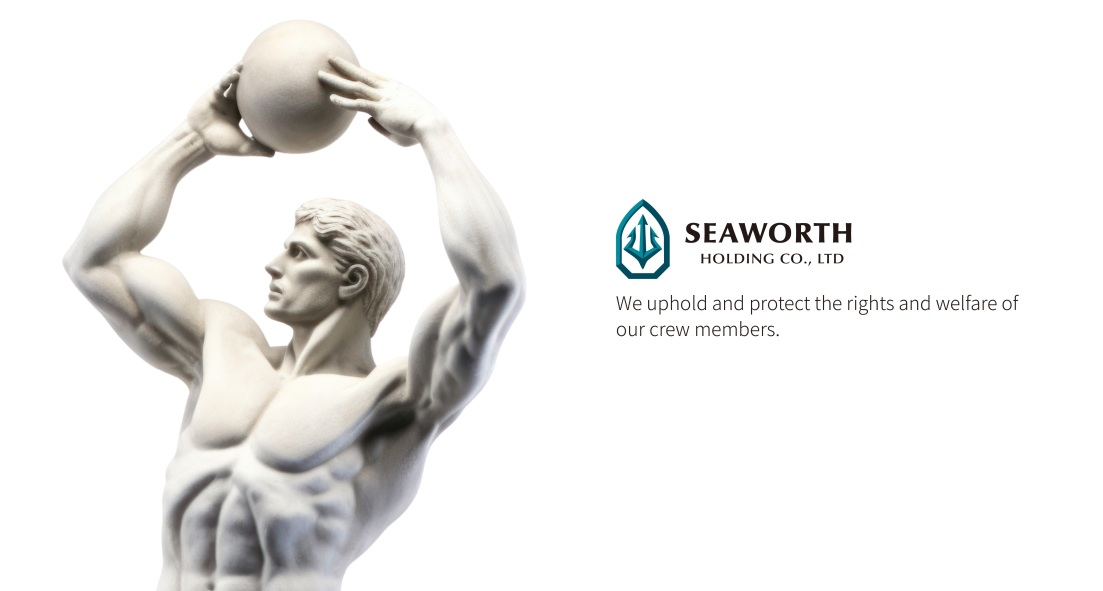 SEAWORTH
HOLDING CO., LTD
We uphold and protect the rights and welfare of
our crew members.